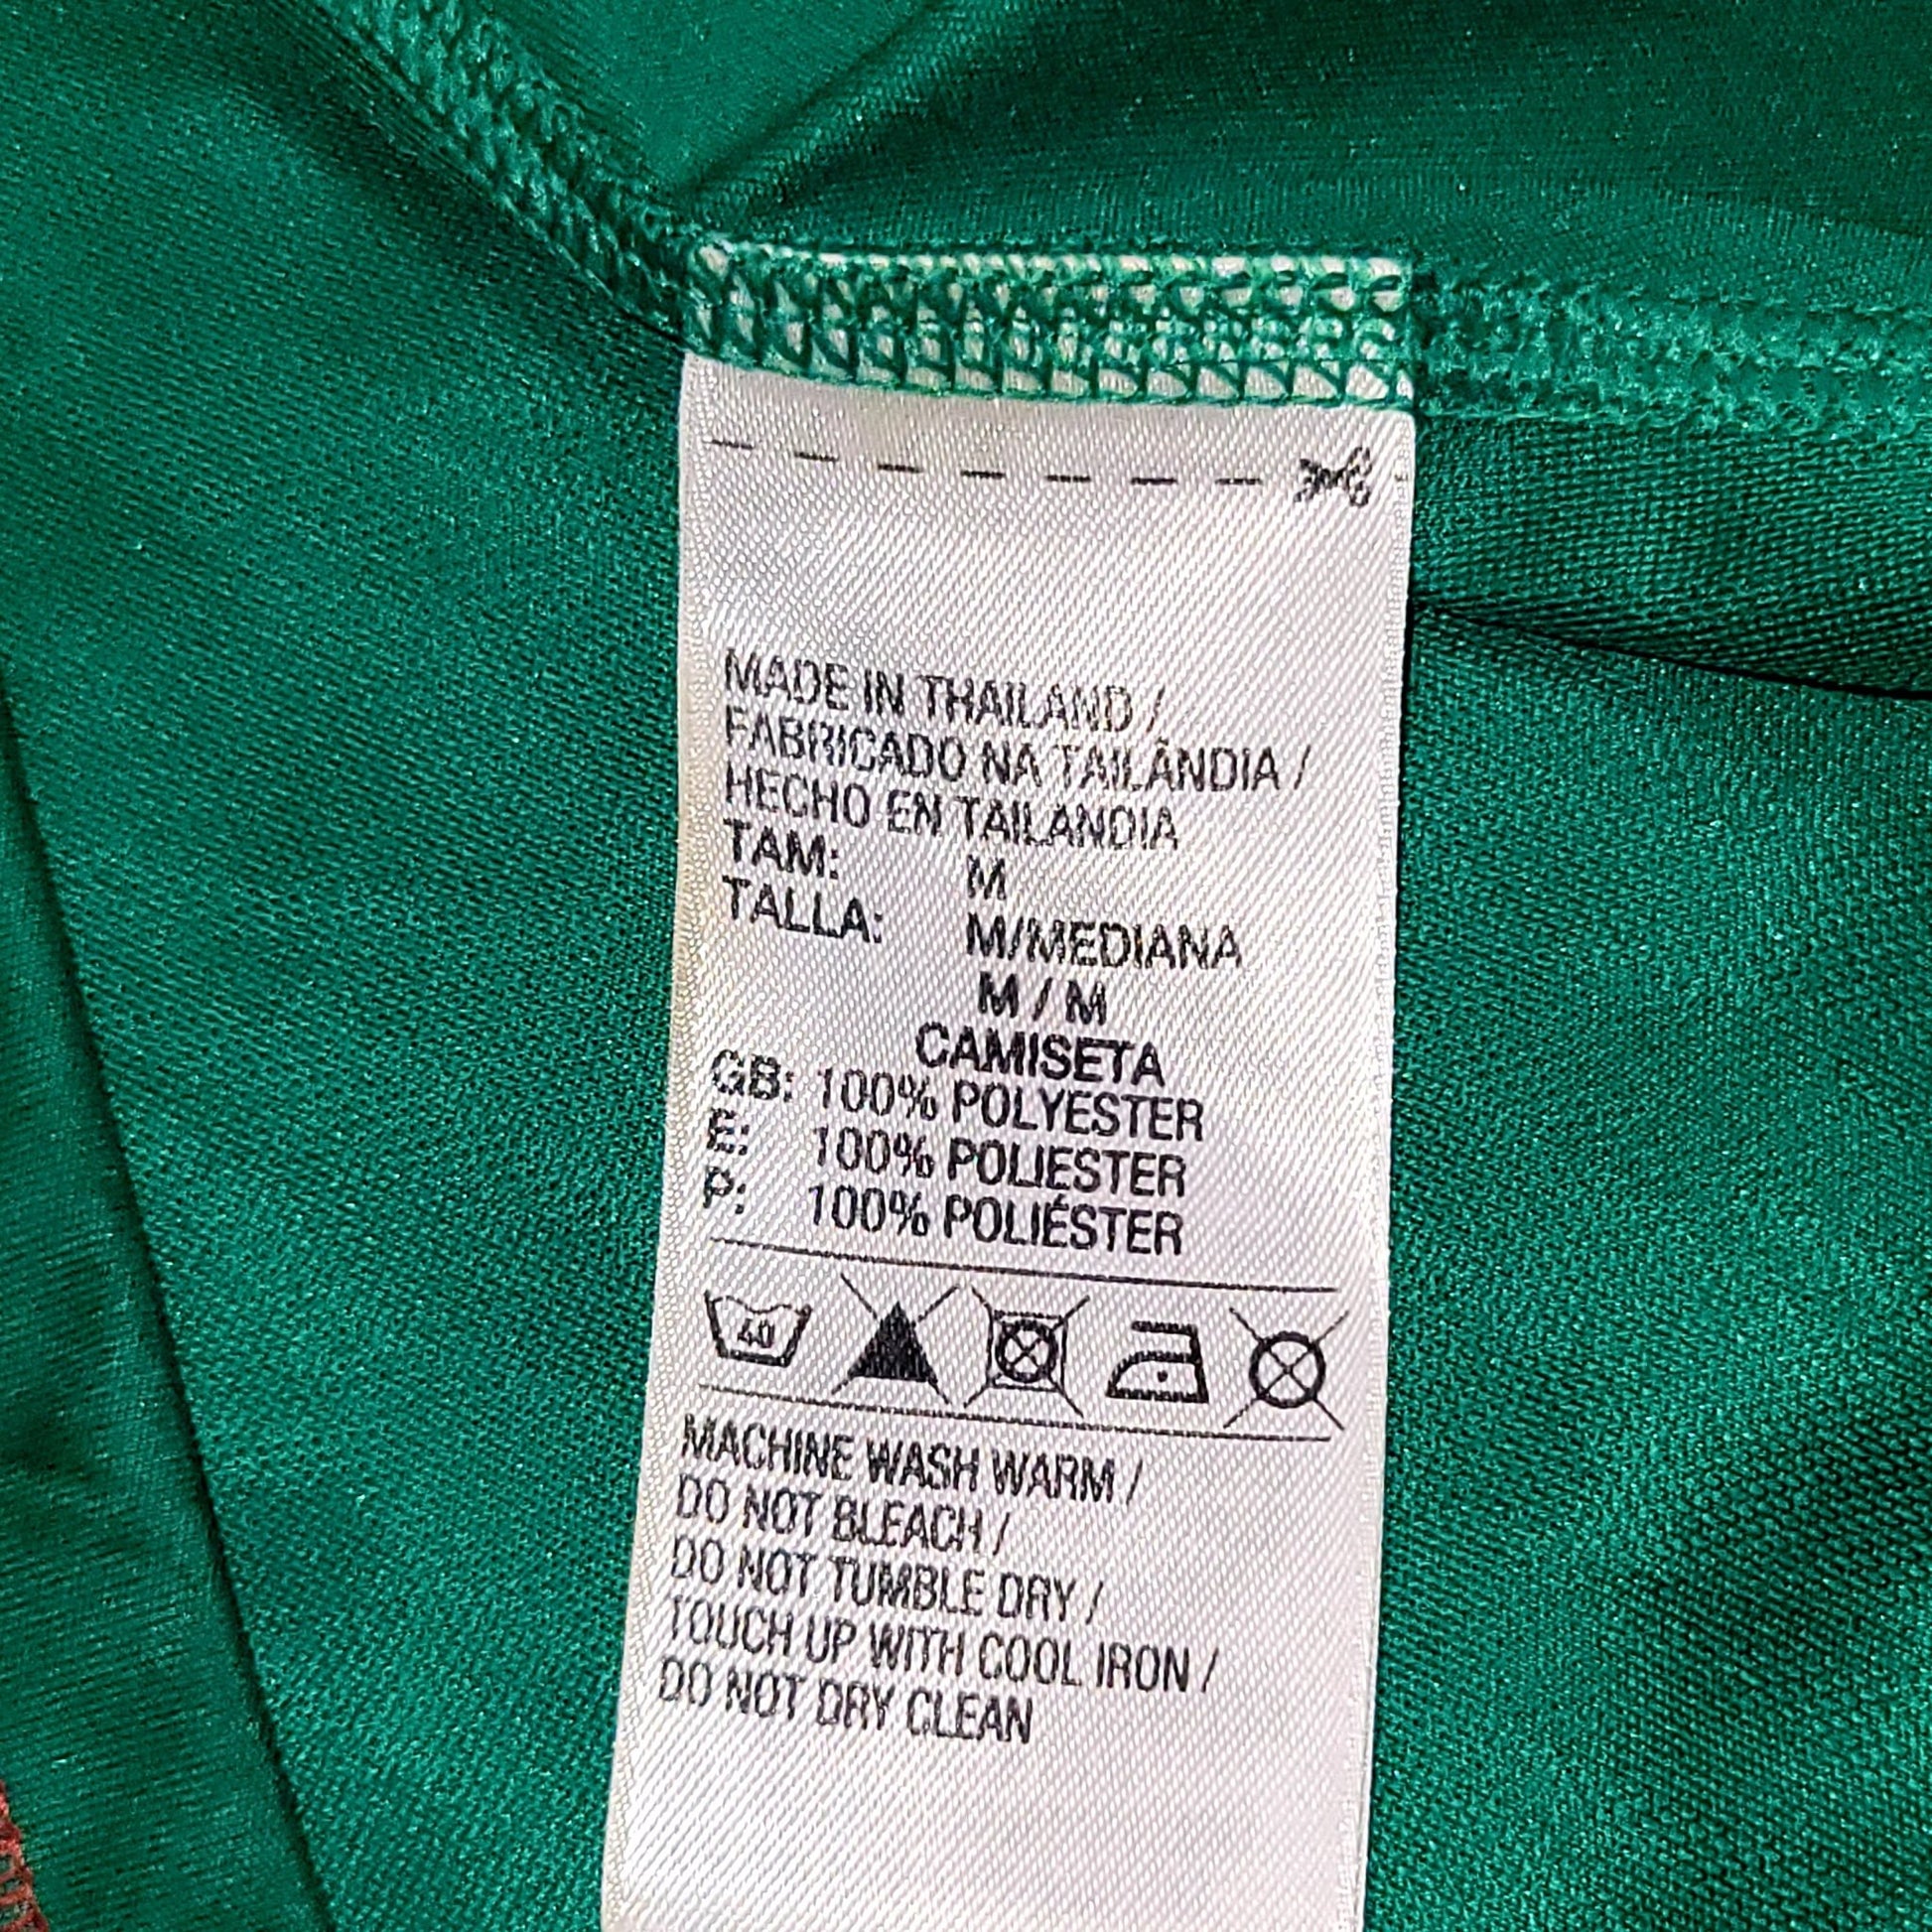 MADE IN THAILAND /
FABRICADO NA TAILÂNDIA /
HECHO EN TAILANDIA
TAM: M
TALLA: M/MEDIANA
M / M
CAMISETA
GB: 100% POLYESTER
E: 100% POLIESTER
P: 100% POLIÉSTER
40
MACHINE WASH WARM /
DO NOT BLEACH /
DO NOT TUMBLE DRY /
TOUCH UP WITH COOL IRON /
DO NOT DRY CLEAN